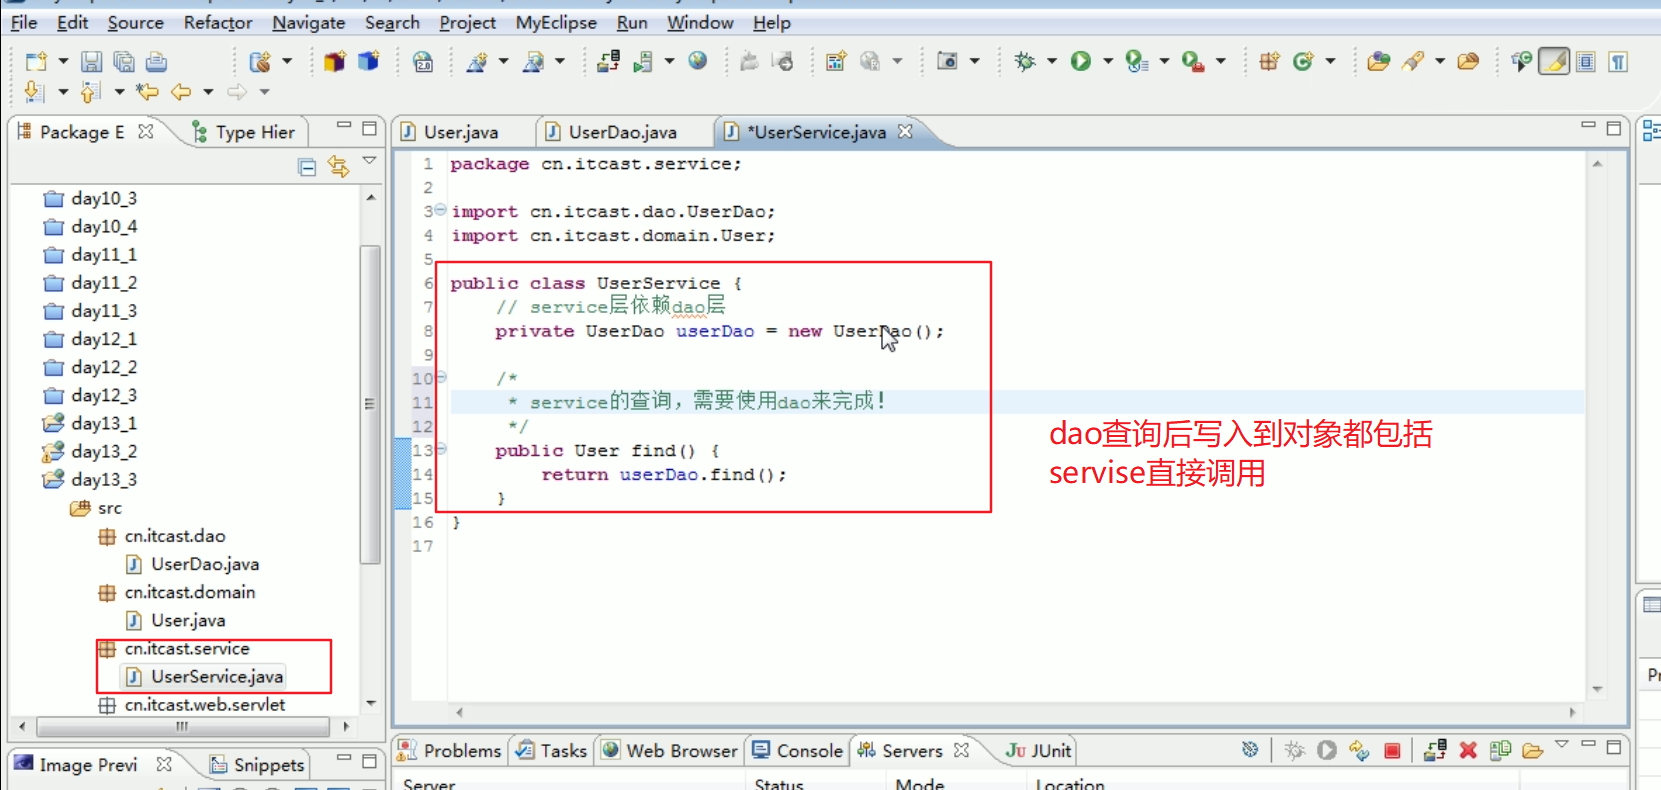 File Edit Source Refactor Navigate Search Project MyEclipse Run Window Help
Package E Type Hier
day10_3
day10_4
day11_1
day11_2
day11_3
day12_1
day12_2
day12_3
day13_1
day13_2
day13_3
src
cn.itcast.dao
UserDao.java
cn.itcast.domain
User.java
cn.itcast.service
UserService.java
cn.itcast.web.servlet
Image Previ Snippets
User.java UserDao.java *UserService.java
1 package cn.itcast.service;
2
3 import cn.itcast.dao.UserDao;
4 import cn.itcast.domain.User;
5
6 public class UserService {
7 // service层依赖dao层
8 private UserDao userDao = new UserDao();
9
10 /*
11 * service的查询，需要使用dao来完成！
12 */
13 public User find() {
14 return userDao.find();
15 }
16 }
17
dao查询后写入到对象都包括
servise直接调用
Problems Tasks Web Browser Console Servers JUnit
Server Status Mode Location